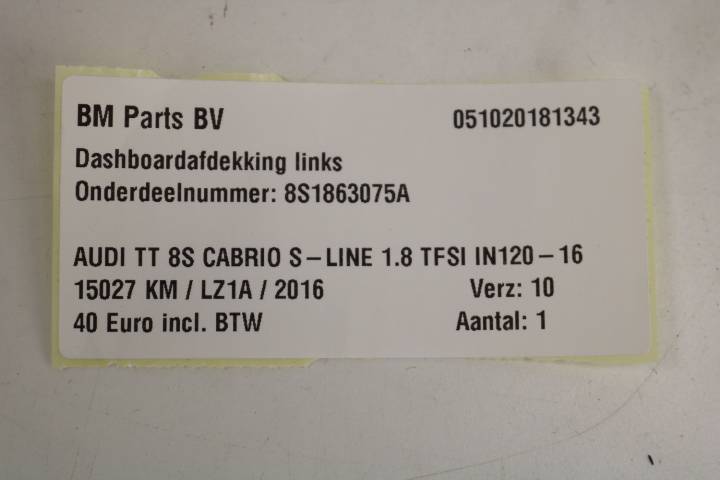 BM Parts BV 051020181343
Dashboardafdekking links
Onderdeelnummer: 8S1863075A
AUDI TT 8S CABRIO S-LINE 1.8 TFSI IN120-16
15027 KM / LZ1A / 2016 Verz: 10
40 Euro incl. BTW Aantal: 1